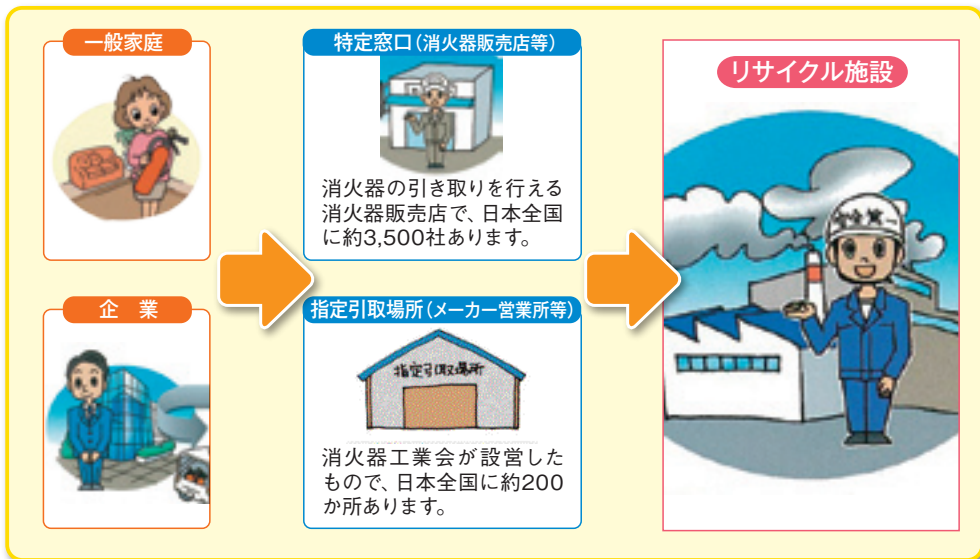 一般家庭
企　業
特定窓口（消火器販売店等）
消火器の引き取りを行える
消火器販売店で、日本全国
に約3,500社あります。
指定引取場所（メーカー営業所等）
指定引取場所
消火器工業会が設営した
もので、日本全国に約200
か所あります。
リサイクル施設
安全第一